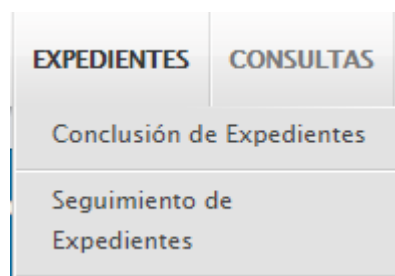 EXPEDIENTES CONSULTAS
Conclusión de Expedientes
Seguimiento de
Expedientes